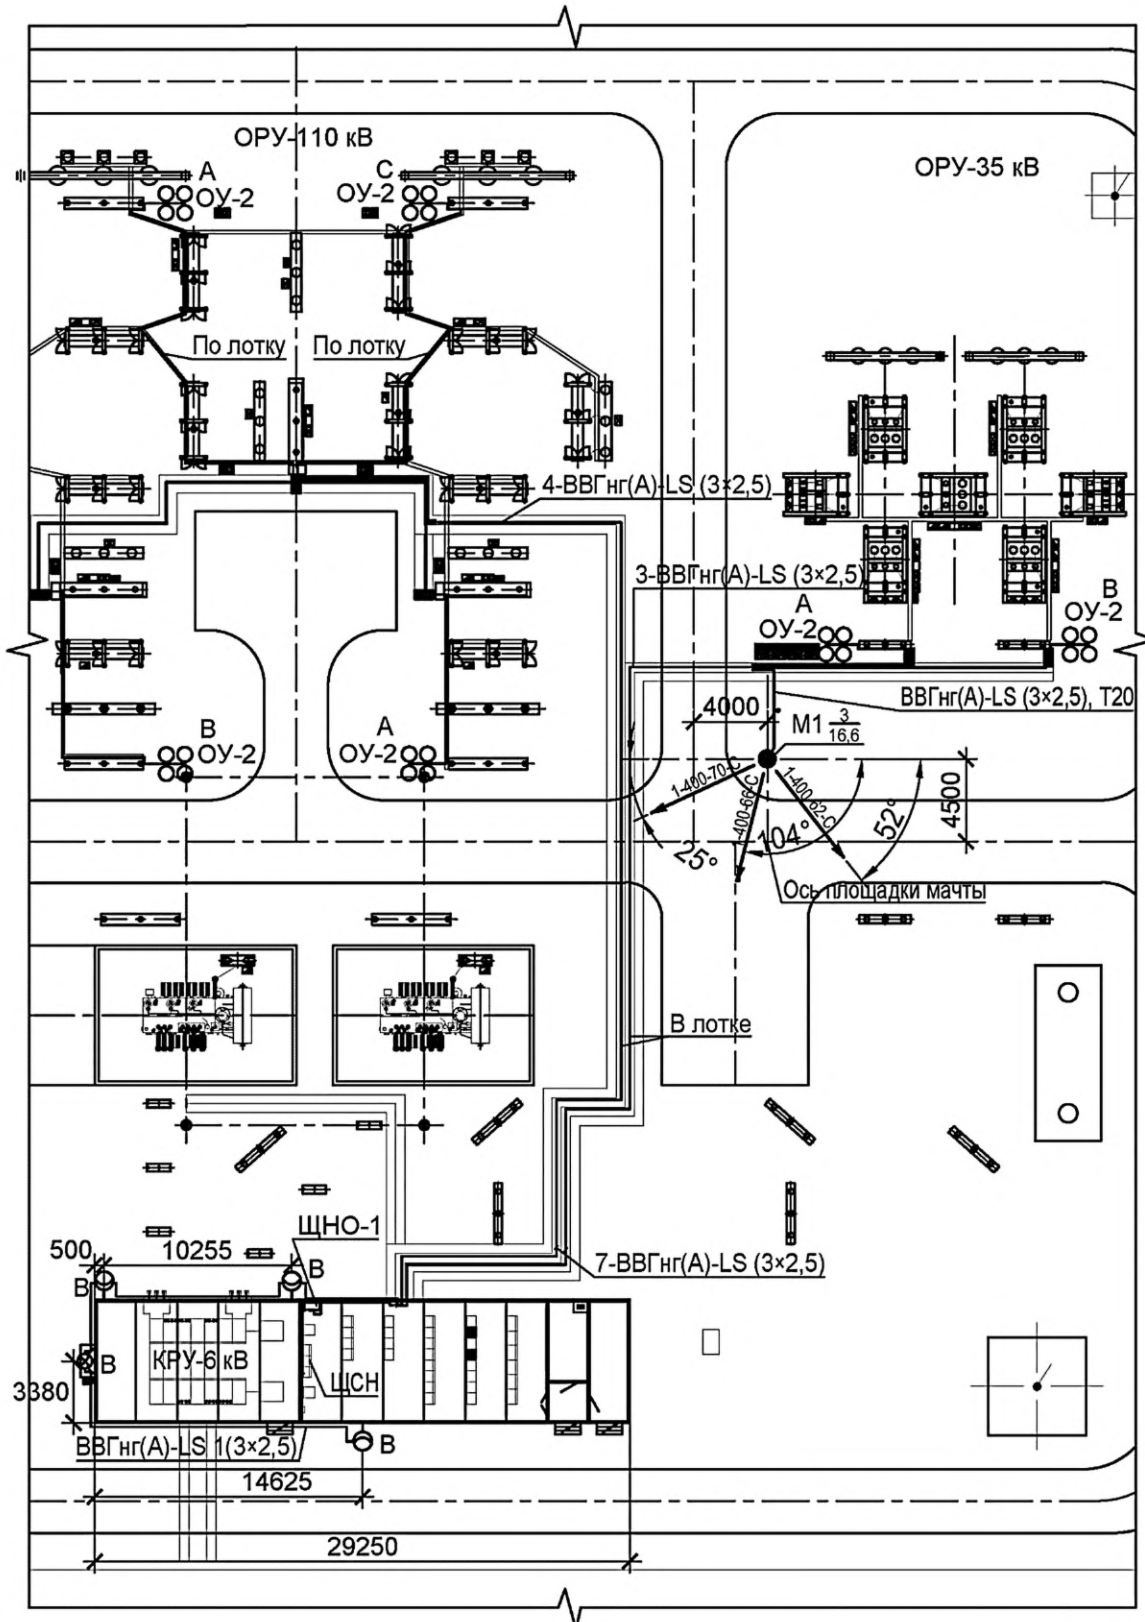 ОРУ-110 кВ
ОРУ-35 кВ
А
ОУ-2
С
ОУ-2
По лотку
По лотку
4-ВВГнг(А)-LS (3×2,5)
3-ВВГнг(А)-LS (3×2,5)
А
ОУ-2
В
ОУ-2
ВВГнг(А)-LS (3×2,5), Т20
4000
М1 3/16,6
В
ОУ-2
А
ОУ-2
1-400-70-С
1-400-66-С
1-400-62-С
25°
104°
52°
4500
Ось площадки мачты
В лотке
ЩНО-1
500
10255
В
В
7-ВВГнг(А)-LS (3×2,5)
В
КРУ-6 кВ
ЩСН
3380
ВВГнг(А)-LS 1(3×2,5)
В
14625
29250